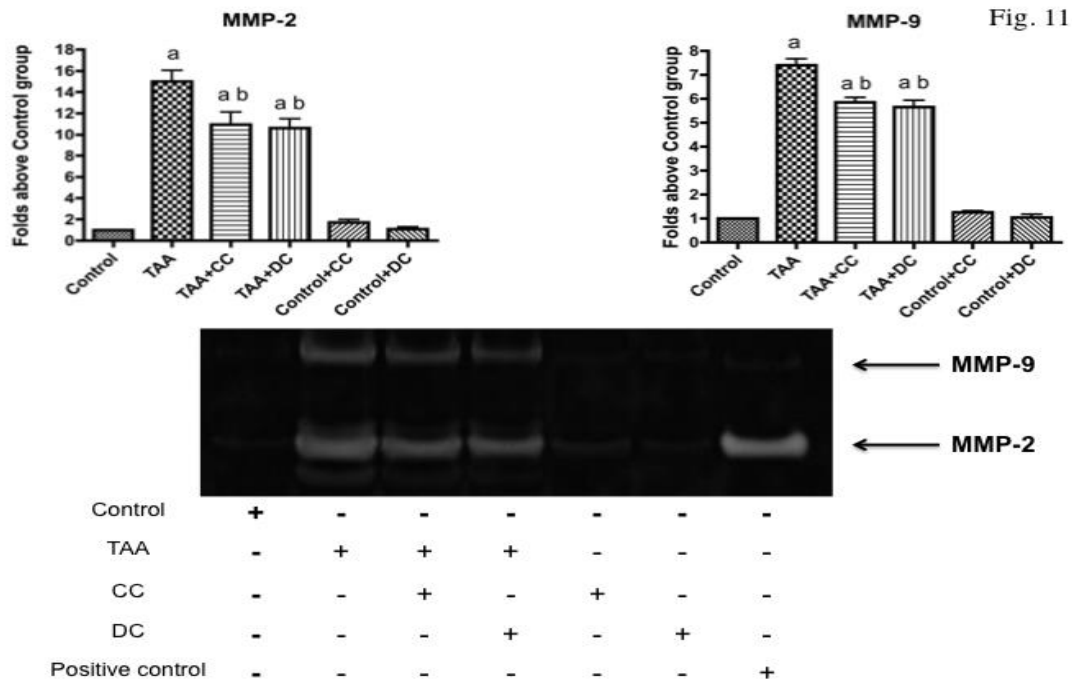 MMP-2
Folds above Control group
18
16
14
12
10
8
6
4
2
0
a
a b
a b
Control
TAA
TAA+CC
TAA+DC
Control+CC
Control+DC
MMP-9
Fig. 11
Folds above Control group
8
7
6
5
4
3
2
1
0
a
a b
a b
Control
TAA
TAA+CC
TAA+DC
Control+CC
Control+DC
MMP-9
MMP-2
Control + - - - - - -
TAA - + + + - - -
CC - - + - + - -
DC - - - + - + -
Positive control - - - - - - +